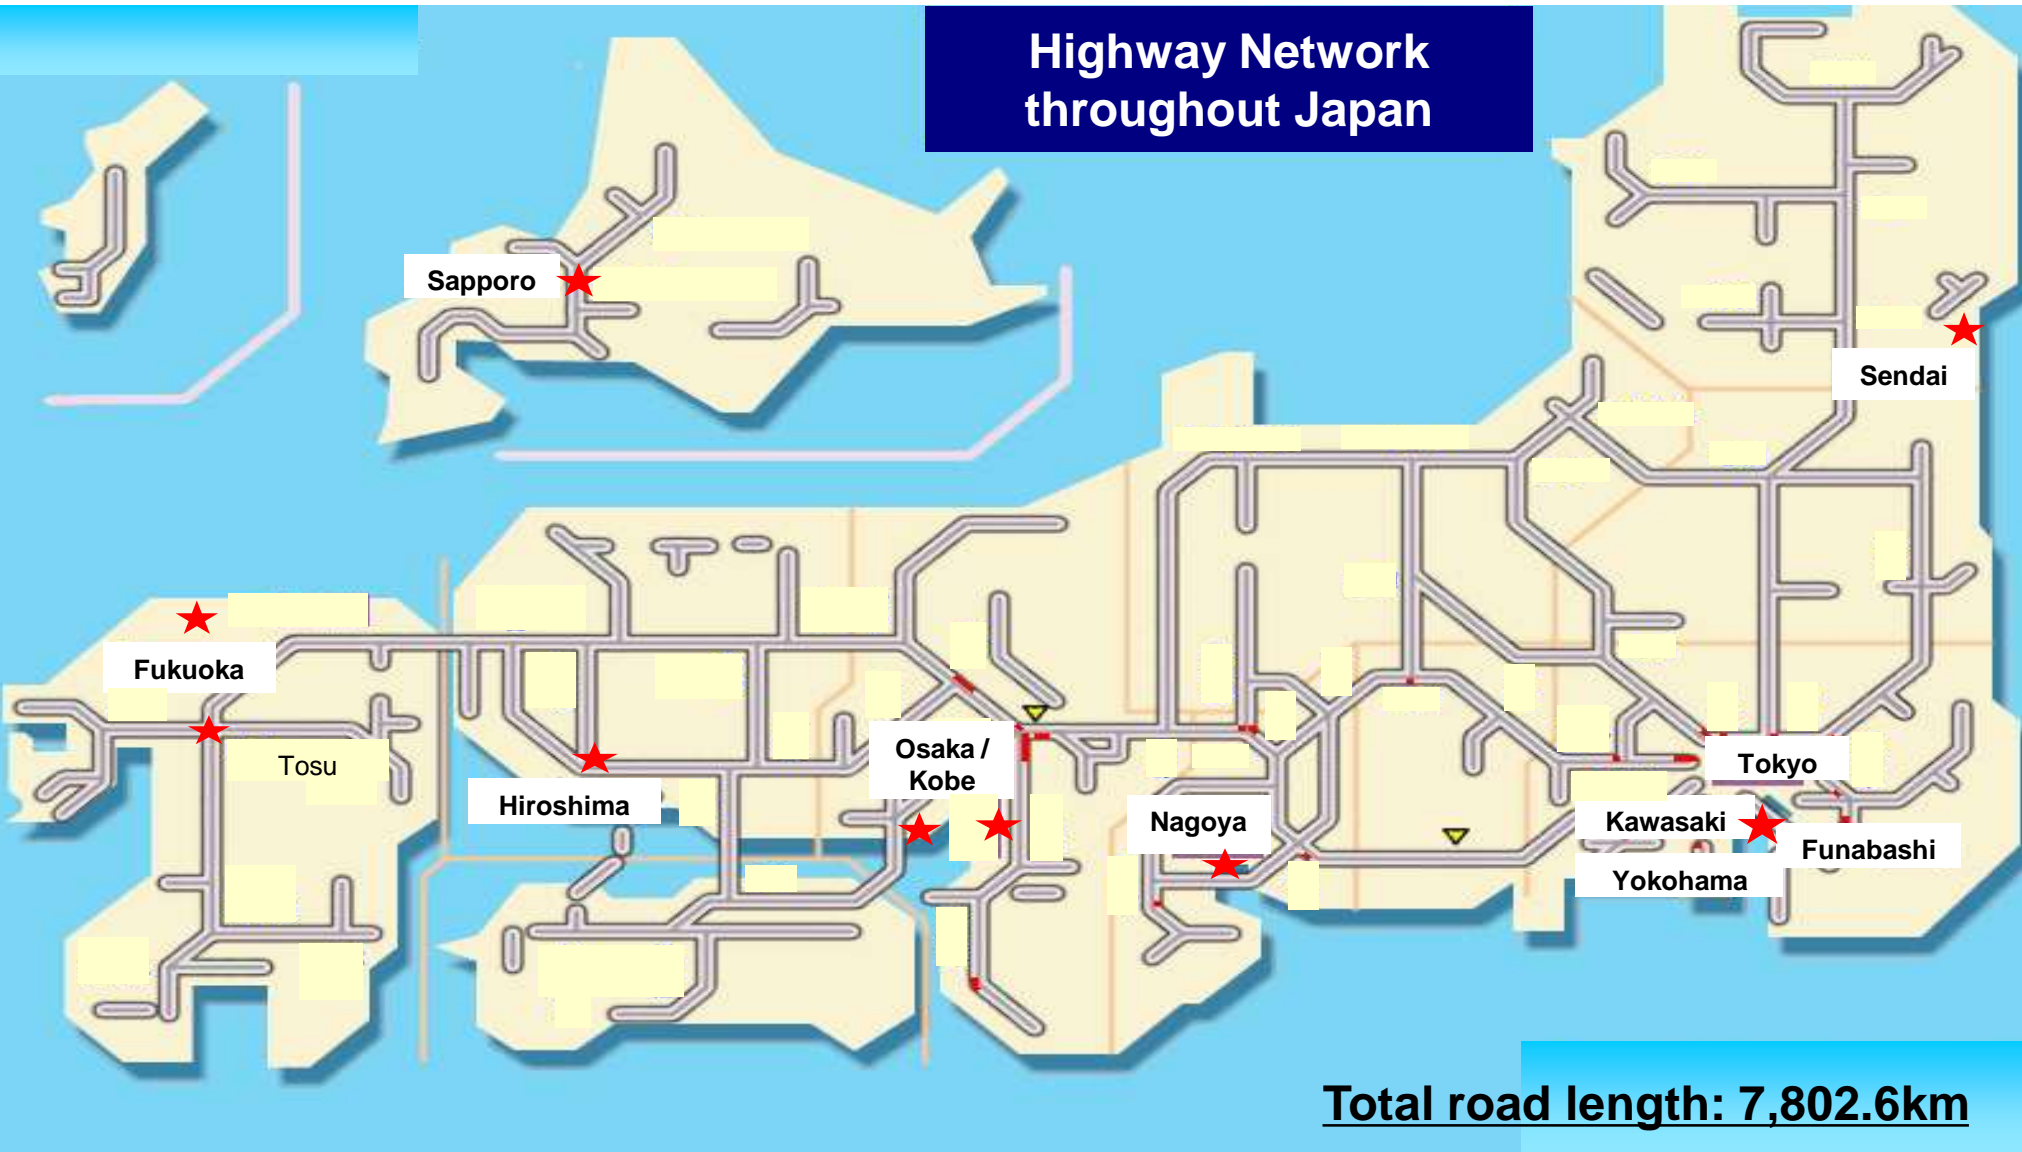 Highway Network
throughout Japan
Sapporo
Sendai
Fukuoka
Tosu
Hiroshima
Osaka /
Kobe
Nagoya
Tokyo
Kawasaki
Funabashi
Yokohama
Total road length: 7,802.6km